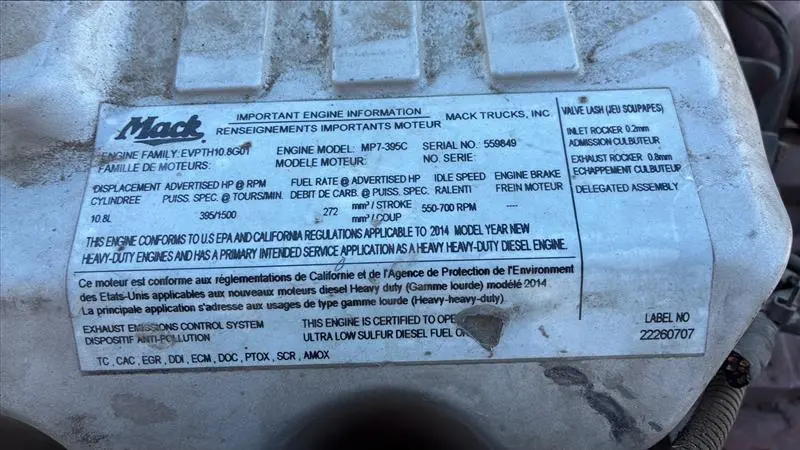 Mack
IMPORTANT ENGINE INFORMATION MACK TRUCKS, INC
RENSEIGNEMENTS IMPORTANTS MOTEUR
ENGINE FAMILY: EVPTH10.8G01 ENGINE MODEL: MP7-395C SERIAL NO: 559849
FAMILLE DE MOTEURS: MODELE MOTEUR: NO. SERIE:
DISPLACEMENT ADVERTISED HP @ RPM FUEL RATE @ ADVERTISED HP IDLE SPEED ENGINE BRAKE
CYLINDREE PUISS. SPEC. @ TOURS/MIN. DEBIT DE CARB. @ PUISS. SPEC. RALENTI FREIN MOTEUR
10.8L 395/1500 272 mm³ / STROKE 550-700 RPM ----
mm³ / COUP
THIS ENGINE CONFORMS TO U.S EPA AND CALIFORNIA REGULATIONS APPLICABLE TO 2014 MODEL YEAR NEW
HEAVY-DUTY ENGINES AND HAS A PRIMARY INTENDED SERVICE APPLICATION AS A HEAVY HEAVY-DUTY DIESEL ENGINE.
Ce moteur est conforme aux réglementations de Californie et de l'Agence de Protection de l'Environment
des Etats-Unis applicables aux nouveaux moteurs diesel Heavy duty (Gamme lourde) modélé 2014
La principale application s'adresse aux usages de type gamme lourde (Heavy-heavy-duty)
EXHAUST EMISSIONS CONTROL SYSTEM THIS ENGINE IS CERTIFIED TO
DISPOSITIF ANTI-POLLUTION ULTRA LOW SULFUR DIESEL FUEL
TC , CAC, EGR , DDI , ECM , DOC , PTOX , SCR , AMOX
VALVE LASH (JEU SOUPAPES)
INLET ROCKER 0.2mm
ADMISSION CULBUTEUR
EXHAUST ROCKER 0.8mm
ECHAPPEMENT CULBUTEUR
DELEGATED ASSEMBLY
LABEL NO
22260707